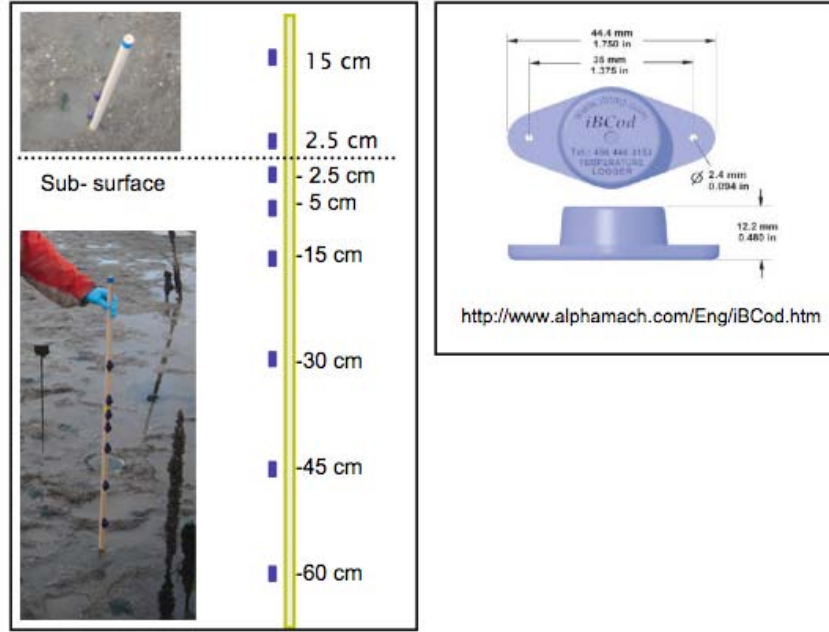 15 cm
2.5 cm
Sub- surface
- 2.5 cm
- 5 cm
-15 cm
-30 cm
-45 cm
-60 cm
44.4 mm
1.750 in
35 mm
1.375 in
iBCod
TEMPERATURE
LOGGER
Ø 2.4 mm
0.094 in
12.2 mm
0.480 in
http://www.alphamach.com/Eng/iBCod.htm